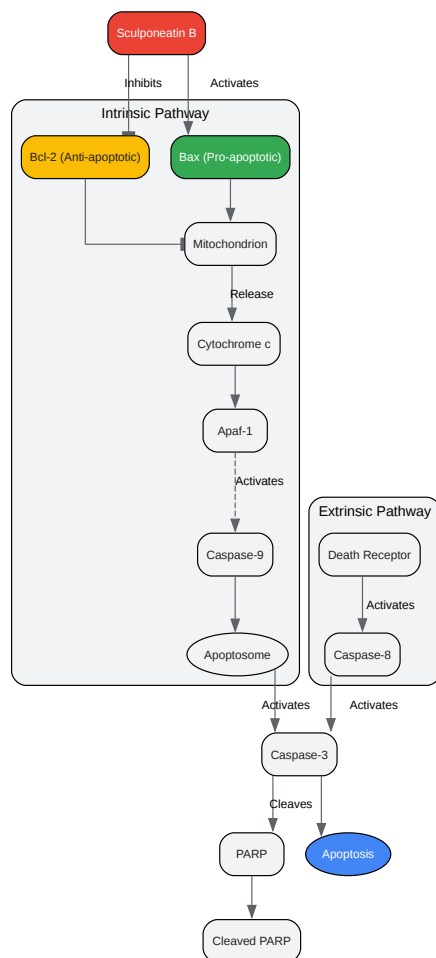 Sculponeatin B
Inhibits
Activates
Intrinsic Pathway
Bcl-2 (Anti-apoptotic)
Bax (Pro-apoptotic)
Mitochondrion
Release
Cytochrome c
Apaf-1
Activates
Extrinsic Pathway
Caspase-9
Death Receptor
Activates
Apoptosome
Caspase-8
Activates
Activates
Caspase-3
Cleaves
PARP
Apoptosis
Cleaved PARP